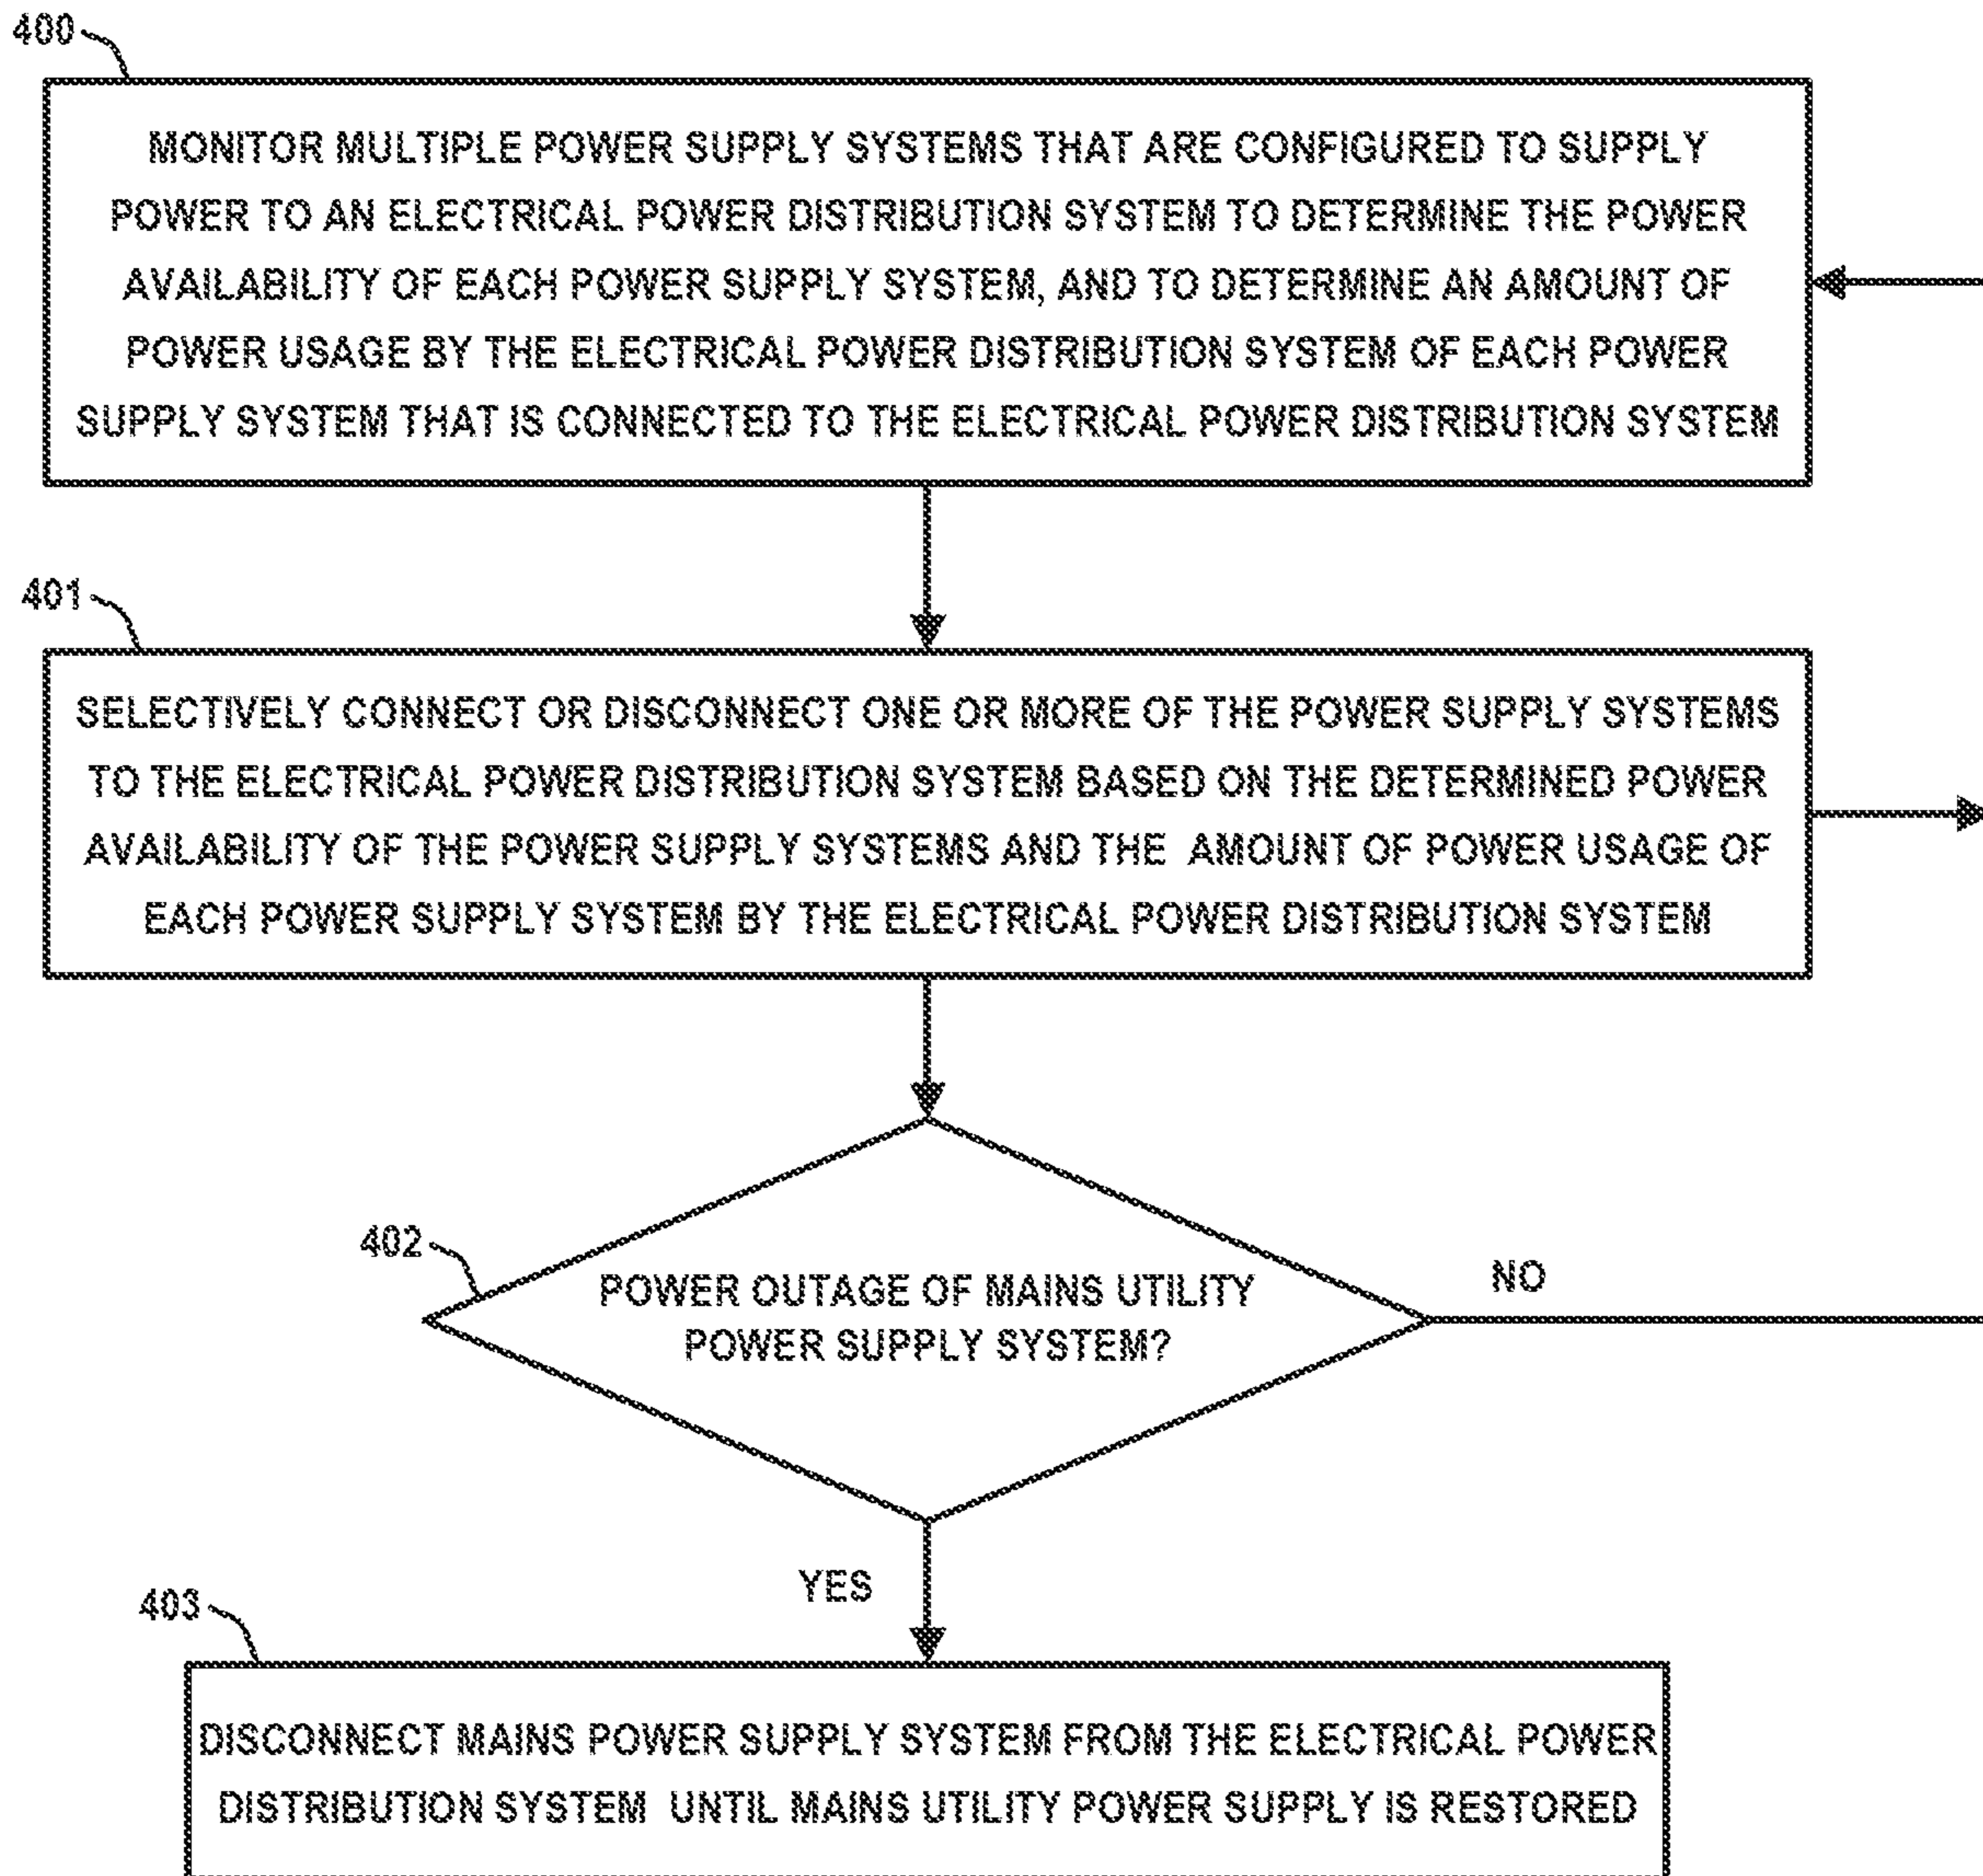 400
MONITOR MULTIPLE POWER SUPPLY SYSTEMS THAT ARE CONFIGURED TO SUPPLY
POWER TO AN ELECTRICAL POWER DISTRIBUTION SYSTEM TO DETERMINE THE POWER
AVAILABILITY OF EACH POWER SUPPLY SYSTEM, AND TO DETERMINE AN AMOUNT OF
POWER USAGE BY THE ELECTRICAL POWER DISTRIBUTION SYSTEM OF EACH POWER
SUPPLY SYSTEM THAT IS CONNECTED TO THE ELECTRICAL POWER DISTRIBUTION SYSTEM
401
SELECTIVELY CONNECT OR DISCONNECT ONE OR MORE OF THE POWER SUPPLY SYSTEMS
TO THE ELECTRICAL POWER DISTRIBUTION SYSTEM BASED ON THE DETERMINED POWER
AVAILABILITY OF THE POWER SUPPLY SYSTEMS AND THE AMOUNT OF POWER USAGE OF
EACH POWER SUPPLY SYSTEM BY THE ELECTRICAL POWER DISTRIBUTION SYSTEM
402
POWER OUTAGE OF MAINS UTILITY
POWER SUPPLY SYSTEM?
NO
YES
403
DISCONNECT MAINS POWER SUPPLY SYSTEM FROM THE ELECTRICAL POWER
DISTRIBUTION SYSTEM UNTIL MAINS UTILITY POWER SUPPLY IS RESTORED